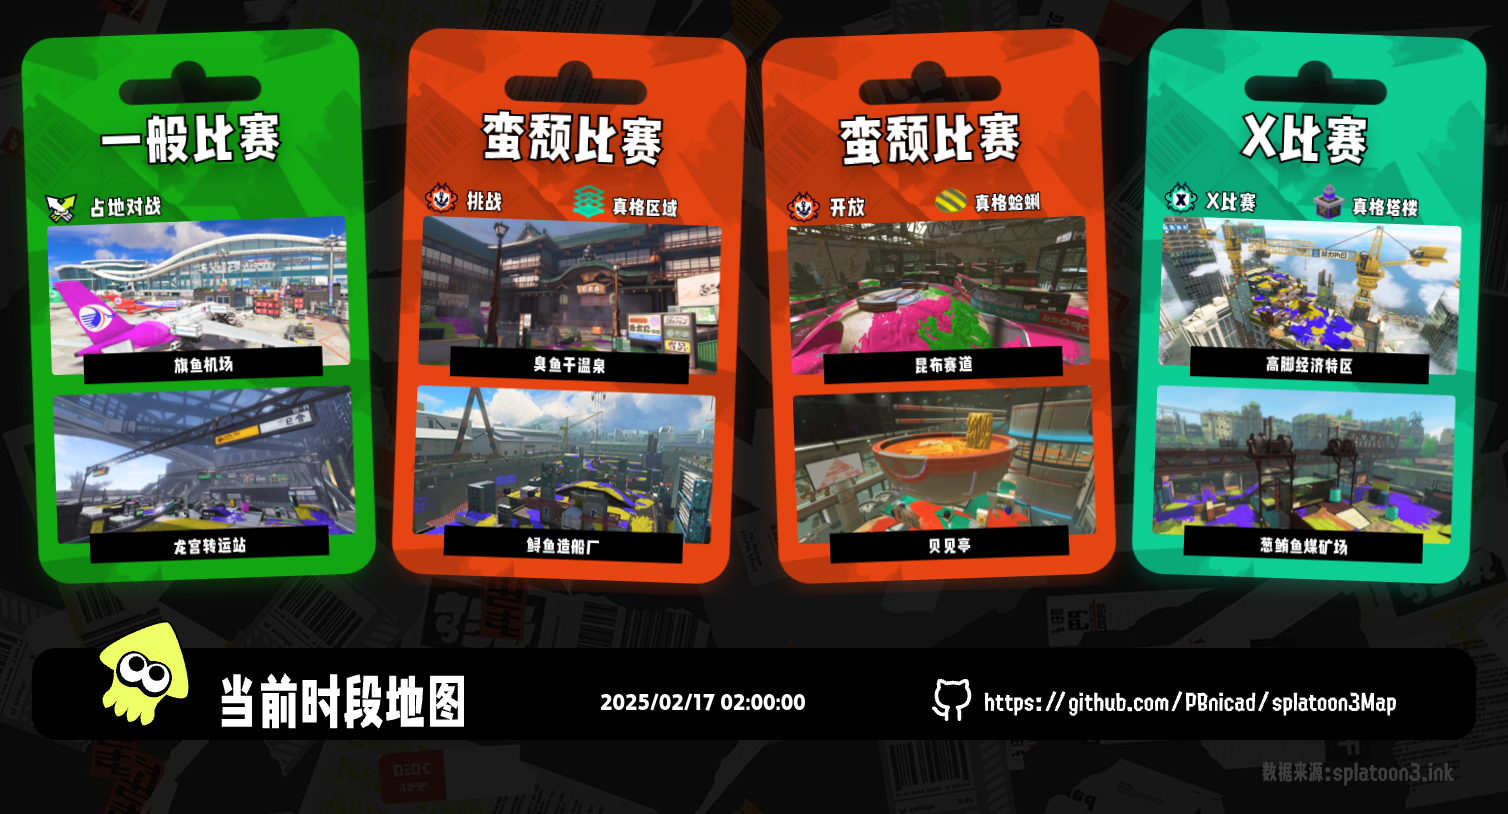 一般比赛
占地对战
旗鱼机场
龙宫转运站
蛮颓比赛
挑战
真格区域
臭鱼干温泉
鲟鱼造船厂
蛮颓比赛
开放
真格蛤蜊
昆布赛道
贝贝亭
X比赛
X比赛
真格塔楼
高脚经济特区
葱鲔鱼煤矿场
当前时段地图
2025/02/17 02:00:00
https://github.com/PBnicad/splatoon3Map
数据来源:splatoon3.ink